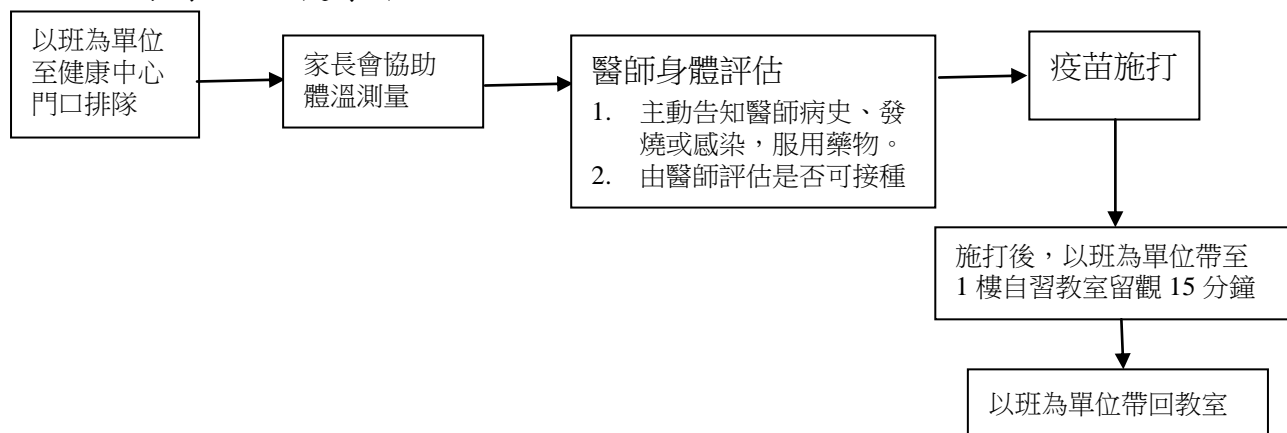 以班為單位
至健康中心
門口排隊
家長會協助
體溫測量
醫師身體評估
1. 主動告知醫師病史、發
燒或感染，服用藥物。
2. 由醫師評估是否可接種
疫苗施打
施打後，以班為單位帶至
1 樓自習教室留觀 15 分鐘
以班為單位帶回教室